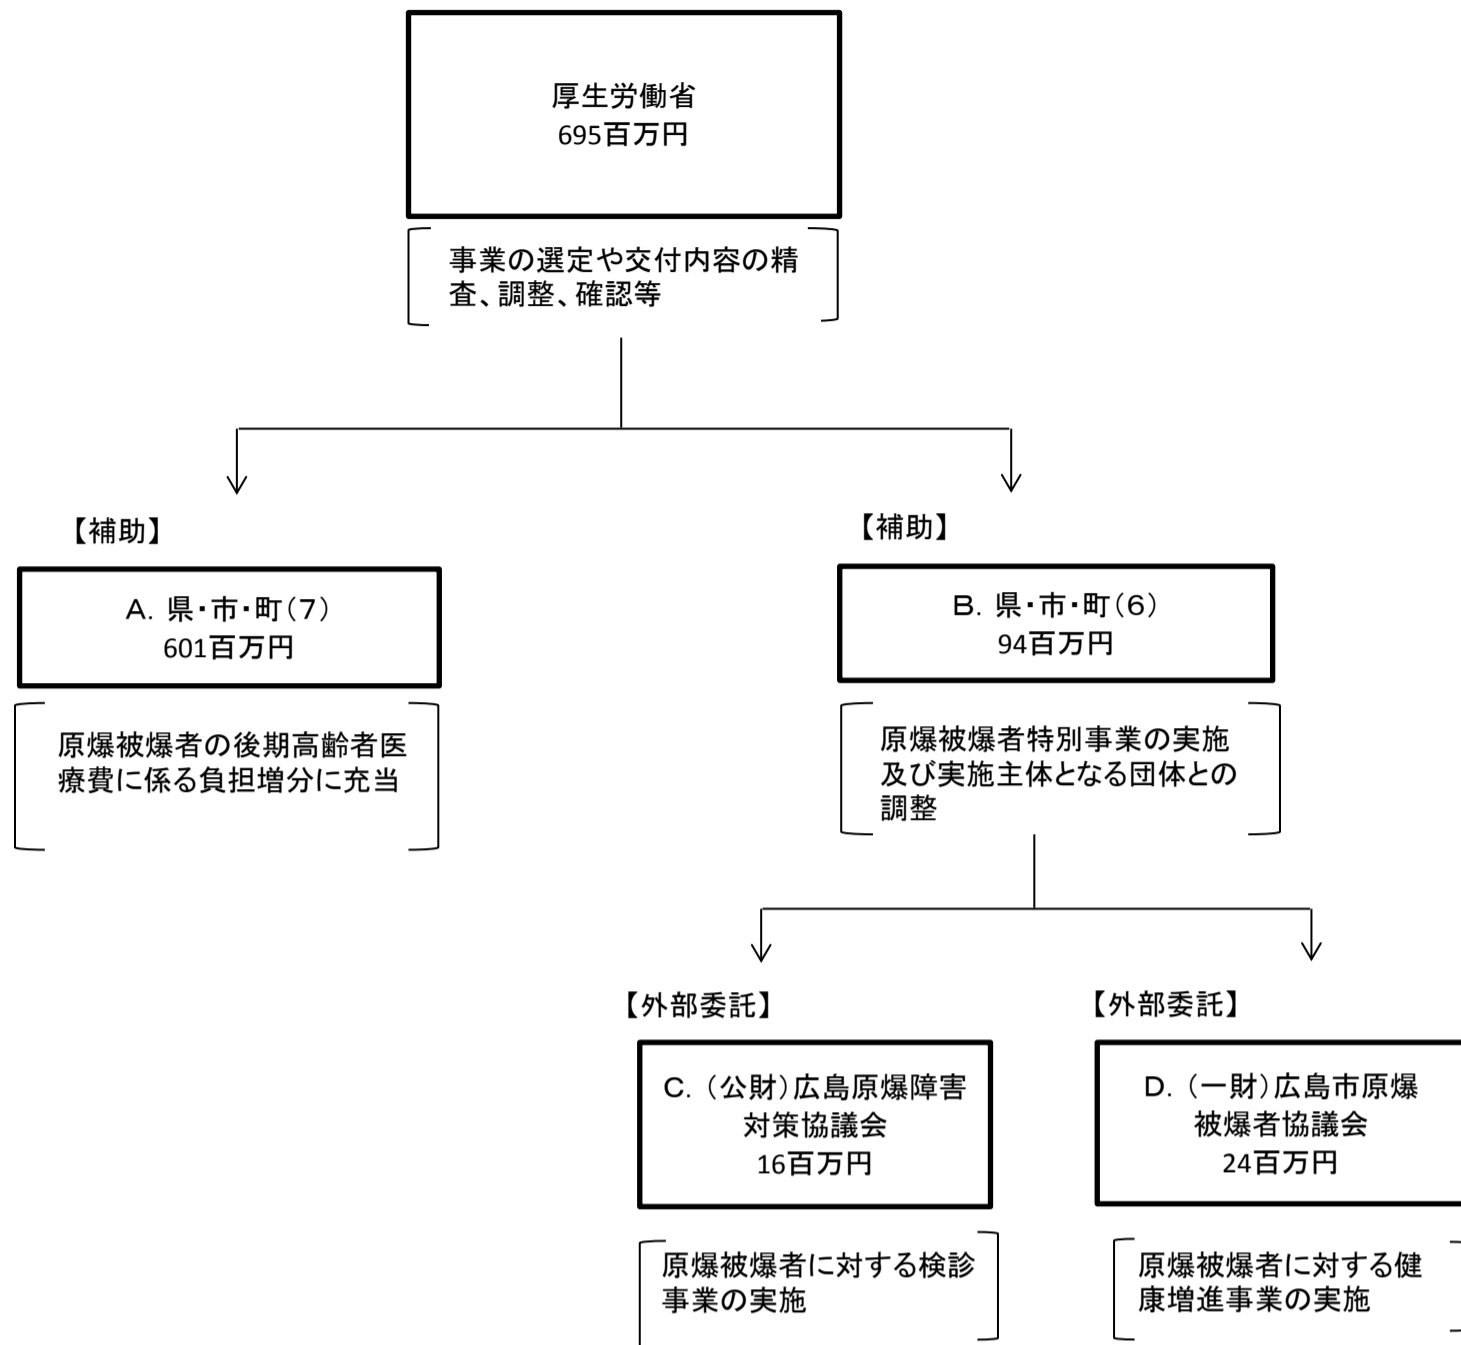 厚生労働省
695百万円
事業の選定や交付内容の精
査、調整、確認等
【補助】
A．県・市・町（７）
601百万円
原爆被爆者の後期高齢者医
療費に係る負担増分に充当
【補助】
B．県・市・町（６）
94百万円
原爆被爆者特別事業の実施
及び実施主体となる団体との
調整
【外部委託】
C．（公財）広島原爆障害
対策協議会
16百万円
原爆被爆者に対する検診
事業の実施
【外部委託】
D．（一財）広島市原爆
被爆者協議会
24百万円
原爆被爆者に対する健
康増進事業の実施